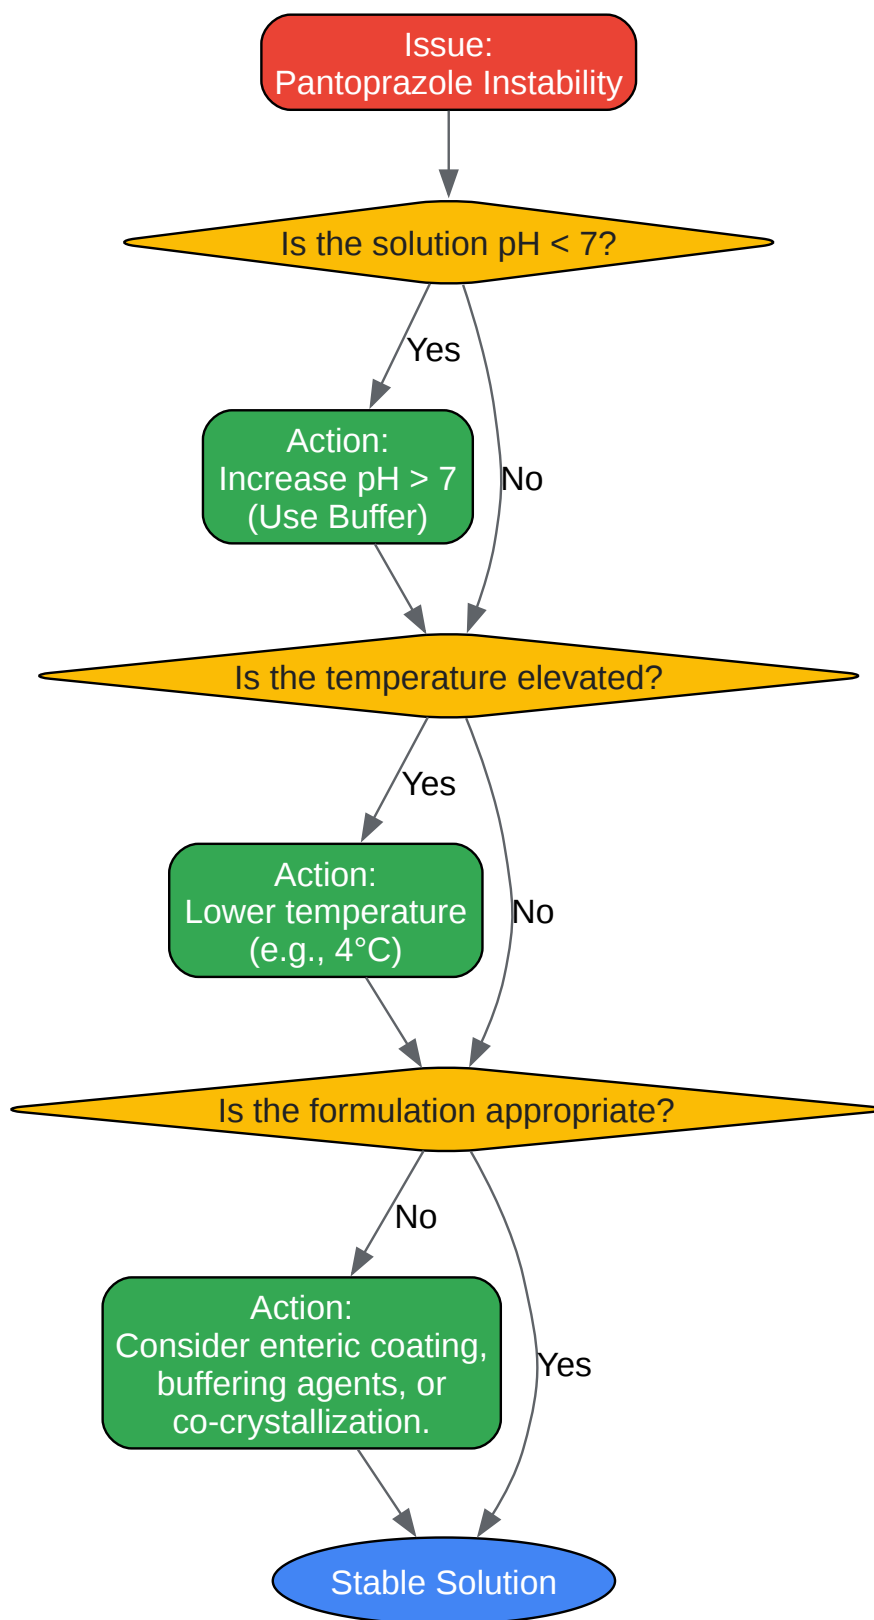 Issue:
Pantoprazole Instability
Is the solution pH < 7?
Yes
Action:
Increase pH > 7
(Use Buffer)
No
Is the temperature elevated?
Yes
Action:
Lower temperature
(e.g., 4°C)
No
Is the formulation appropriate?
No
Action:
Consider enteric coating,
buffering agents, or
co-crystallization.
Yes
Stable Solution